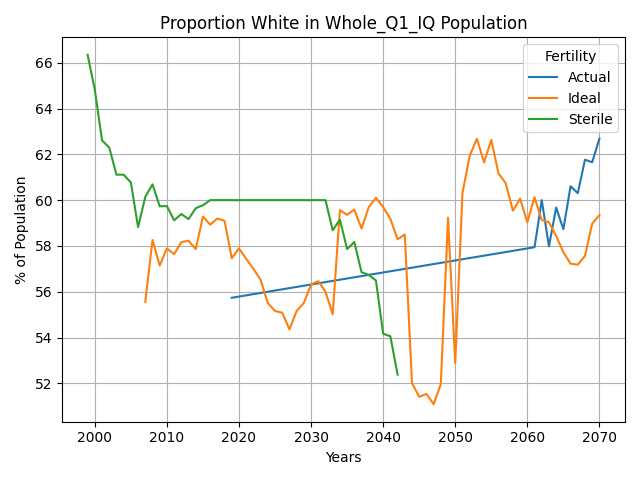 Proportion White in Whole_Q1_IQ Population
% of Population
66
64
62
60
58
56
54
52
Fertility
Actual
Ideal
Sterile
2000 2010 2020 2030 2040 2050 2060 2070
Years